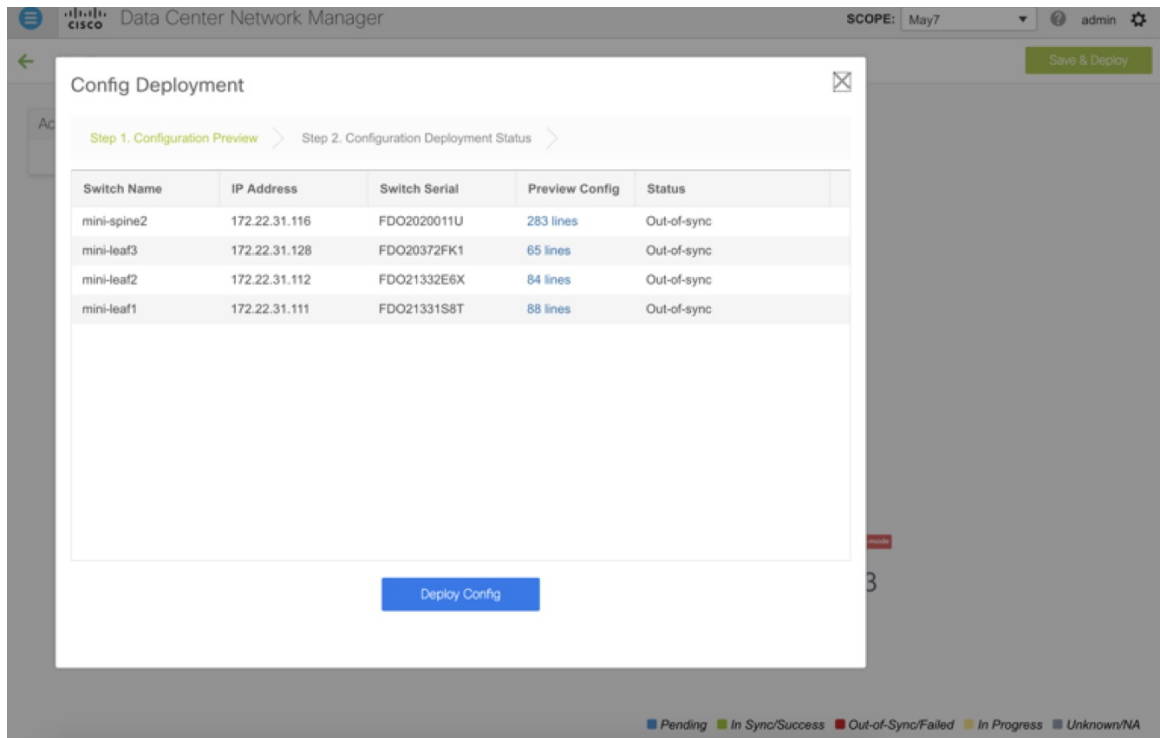 CISCO Data Center Network Manager SCOPE: May7 admin
Save & Deploy
Config Deployment
Ac
Step 1. Configuration Preview Step 2. Configuration Deployment Status
Switch Name IP Address Switch Serial Preview Config Status
mini-spine2 172.22.31.116 FDO2020011U 283 lines Out-of-sync
mini-leaf3 172.22.31.128 FDO20372FK1 65 lines Out-of-sync
mini-leaf2 172.22.31.112 FDO21332E6X 84 lines Out-of-sync
mini-leaf1 172.22.31.111 FDO21331S8T 88 lines Out-of-sync
mode
3
Deploy Config
Pending In Sync/Success Out-of-Sync/Failed In Progress Unknown/NA